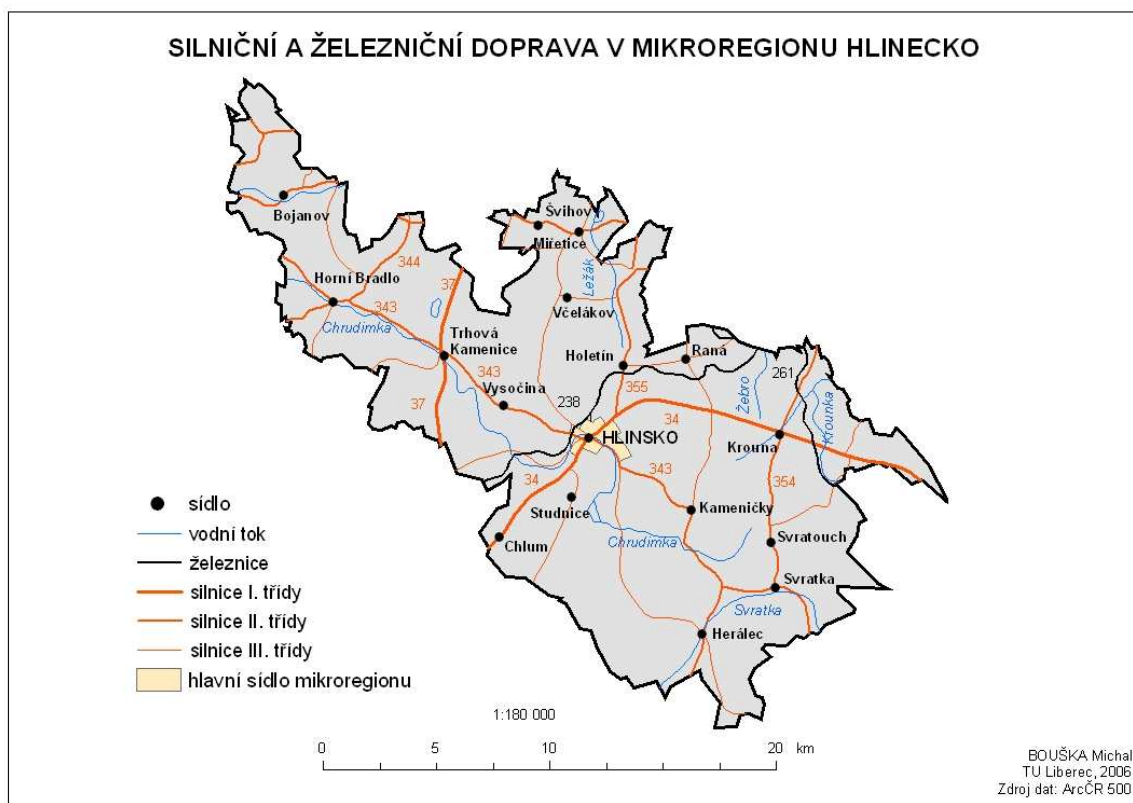 SILNIČNÍ A ŽELEZNIČNÍ DOPRAVA V MIKROREGIONU HLINECKO
Bojanov
Švihov
Miřetice
344
Horní Bradlo
37
Ležák
343
Včelákov
Chrudimka
Trhová
Kamenice
Holetín
Raná
343
261
Vysočina
355
Žebro
37
238
34
Krounka
HLINSKO
Krouna
34
343
354
Studnice
Kameničky
Chlum
Chrudimka
Svratouch
Svratka
Svratka
Herálec
sídlo
vodní tok
železnice
silnice I. třídy
silnice II. třídy
silnice III. třídy
hlavní sídlo mikroregionu
1:180 000
0 5 10 20 km
BOUŠKA Michal
TU Liberec, 2006
Zdroj dat: ArcČR 500